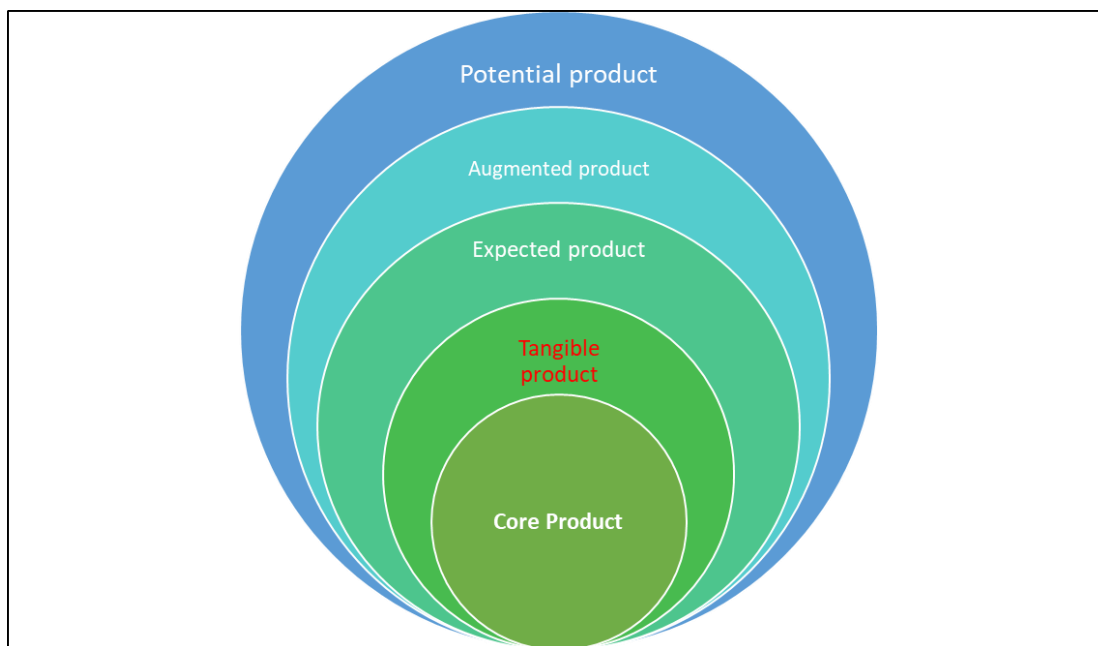 Potential product
Augmented product
Expected product
Tangible
product
Core Product